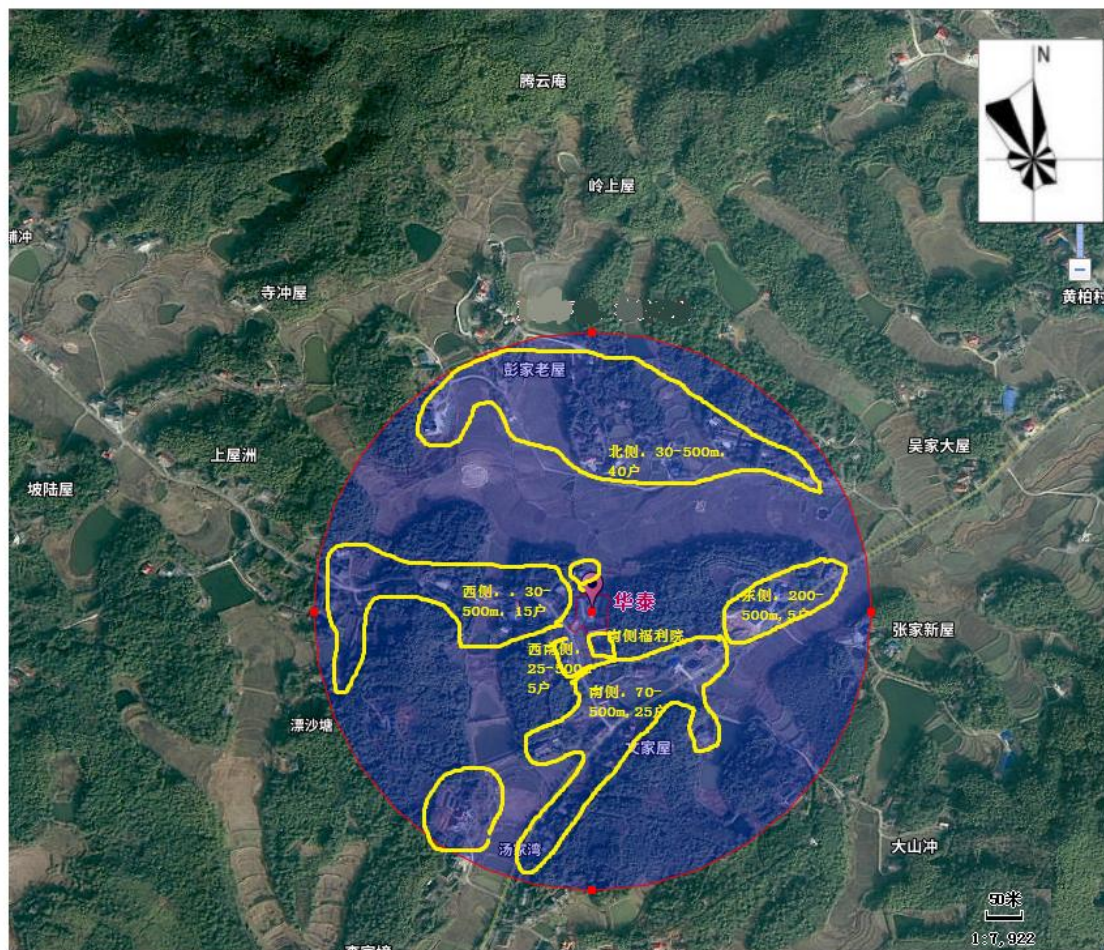 N
腾云庵
岭上屋
寺冲屋
黄柏村
彭家老屋
吴家大屋
上屋洲
北侧，30-500m，
40户
坡陆屋
西侧，，30-
500m，15户
华泰
东侧，200-
500m,5户
南侧福利院
张家新屋
西南侧，
25-500
5户
南侧，70-
500m,25户
漂沙塘
汤家湾
大山冲
50米
1:7,922